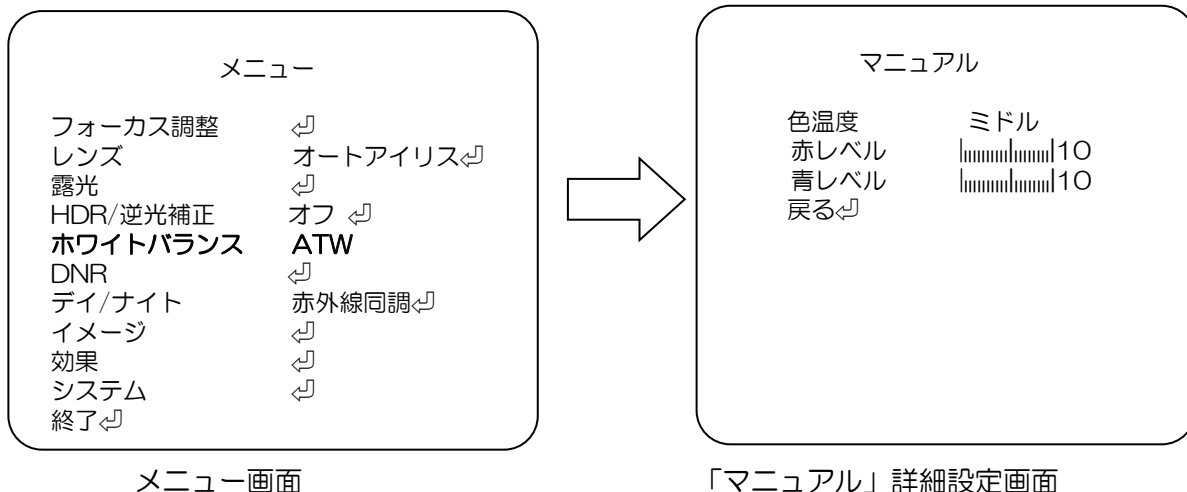 メニュー
フォーカス調整 ⏎
レンズ オートアイリス⏎
露光 ⏎
HDR/逆光補正 オフ ⏎
ホワイトバランス ATW
DNR ⏎
デイ/ナイト 赤外線同調⏎
イメージ ⏎
効果 ⏎
システム ⏎
終了⏎
メニュー画面
マニュアル
色温度 ミドル
赤レベル 10
青レベル 10
戻る⏎
「マニュアル」詳細設定画面